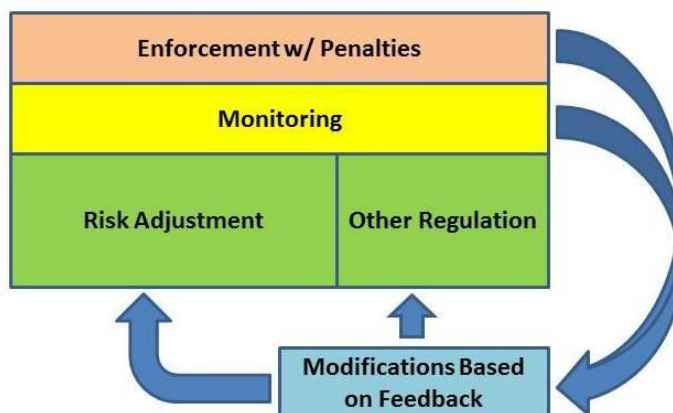 Enforcement w/ Penalties
Monitoring
Risk Adjustment
Other Regulation
Modifications Based
on Feedback